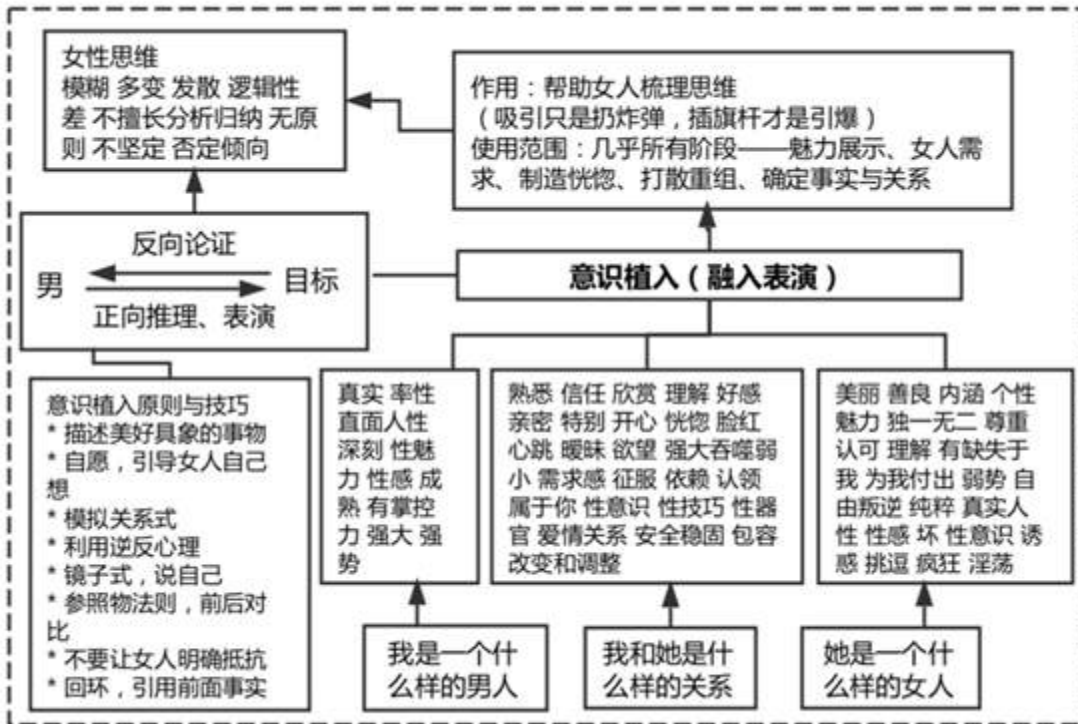 女性思维
模糊 多变 发散 逻辑性
差 不擅长分析归纳 无原
则 不坚定 否定倾向
作用：帮助女人梳理思维
（吸引只是扔炸弹，插旗杆才是引爆）
使用范围：几乎所有阶段——魅力展示、女人需
求、制造恍惚、打散重组、确定事实与关系
反向论证
男
目标
正向推理、表演
意识植入（融入表演）
意识植入原则与技巧
* 描述美好具象的事物
* 自愿，引导女人自己
想
* 模拟关系式
* 利用逆反心理
* 镜子式，说自己
* 参照物法则，前后对
比
* 不要让女人明确抵抗
* 回环，引用前面事实
真实 率性
直面人性
深刻 性魅
力 性感 成
熟 有掌控
力 强大 强
势
熟悉 信任 欣赏 理解 好感
亲密 特别 开心 恍惚 脸红
心跳 暧昧 欲望 强大吞噬弱
小 需求感 征服 依赖 认领
属于你 性意识 性技巧 性器
官 爱情关系 安全稳固 包容
改变和调整
美丽 善良 内涵 个性
魅力 独一无二 尊重
认可 理解 有缺失于
我 为我付出 弱势 自
由叛逆 纯粹 真实人
性 性感 坏 性意识 诱
惑 挑逗 疯狂 淫荡
我是一个什
么样的男人
我和她是什
么样的关系
她是一个什
么样的女人